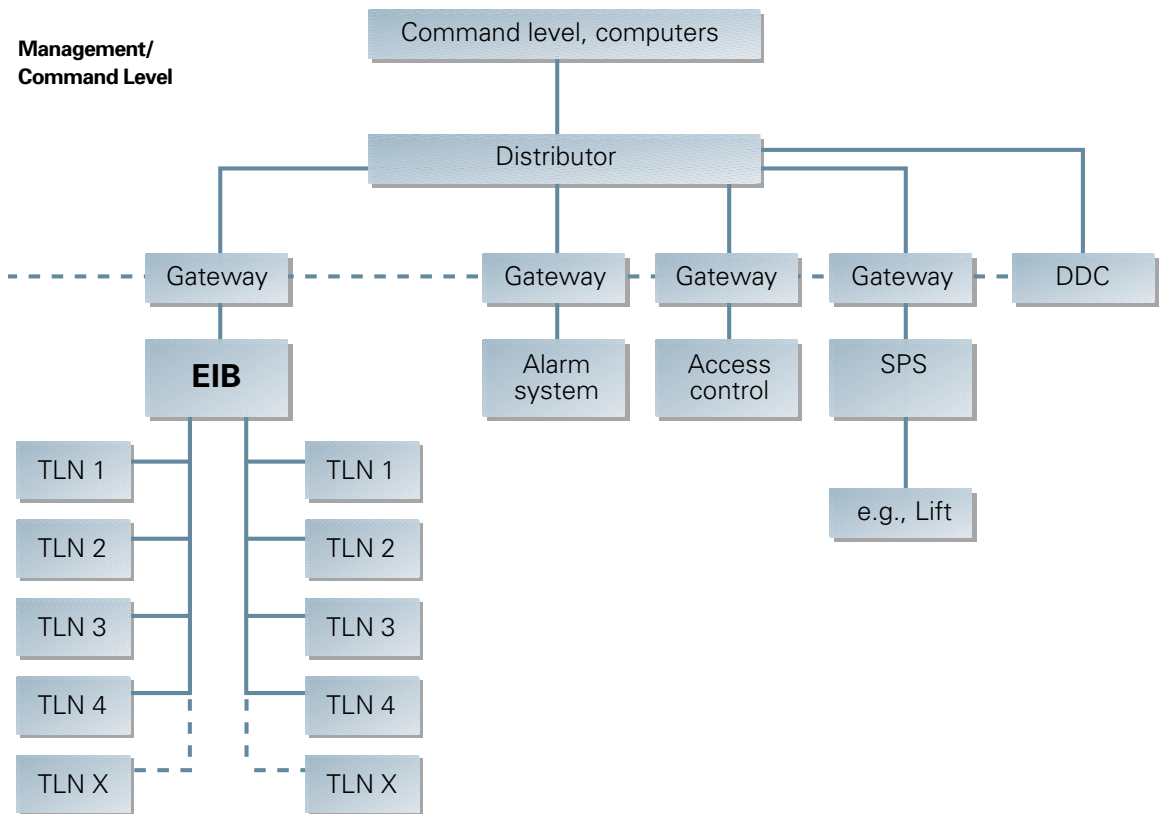 Management/
Command Level
Command level, computers
Distributor
Gateway
Gateway
Gateway
Gateway
DDC
EIB
Alarm
system
Access
control
SPS
e.g., Lift
TLN 1
TLN 1
TLN 2
TLN 2
TLN 3
TLN 3
TLN 4
TLN 4
TLN X
TLN X